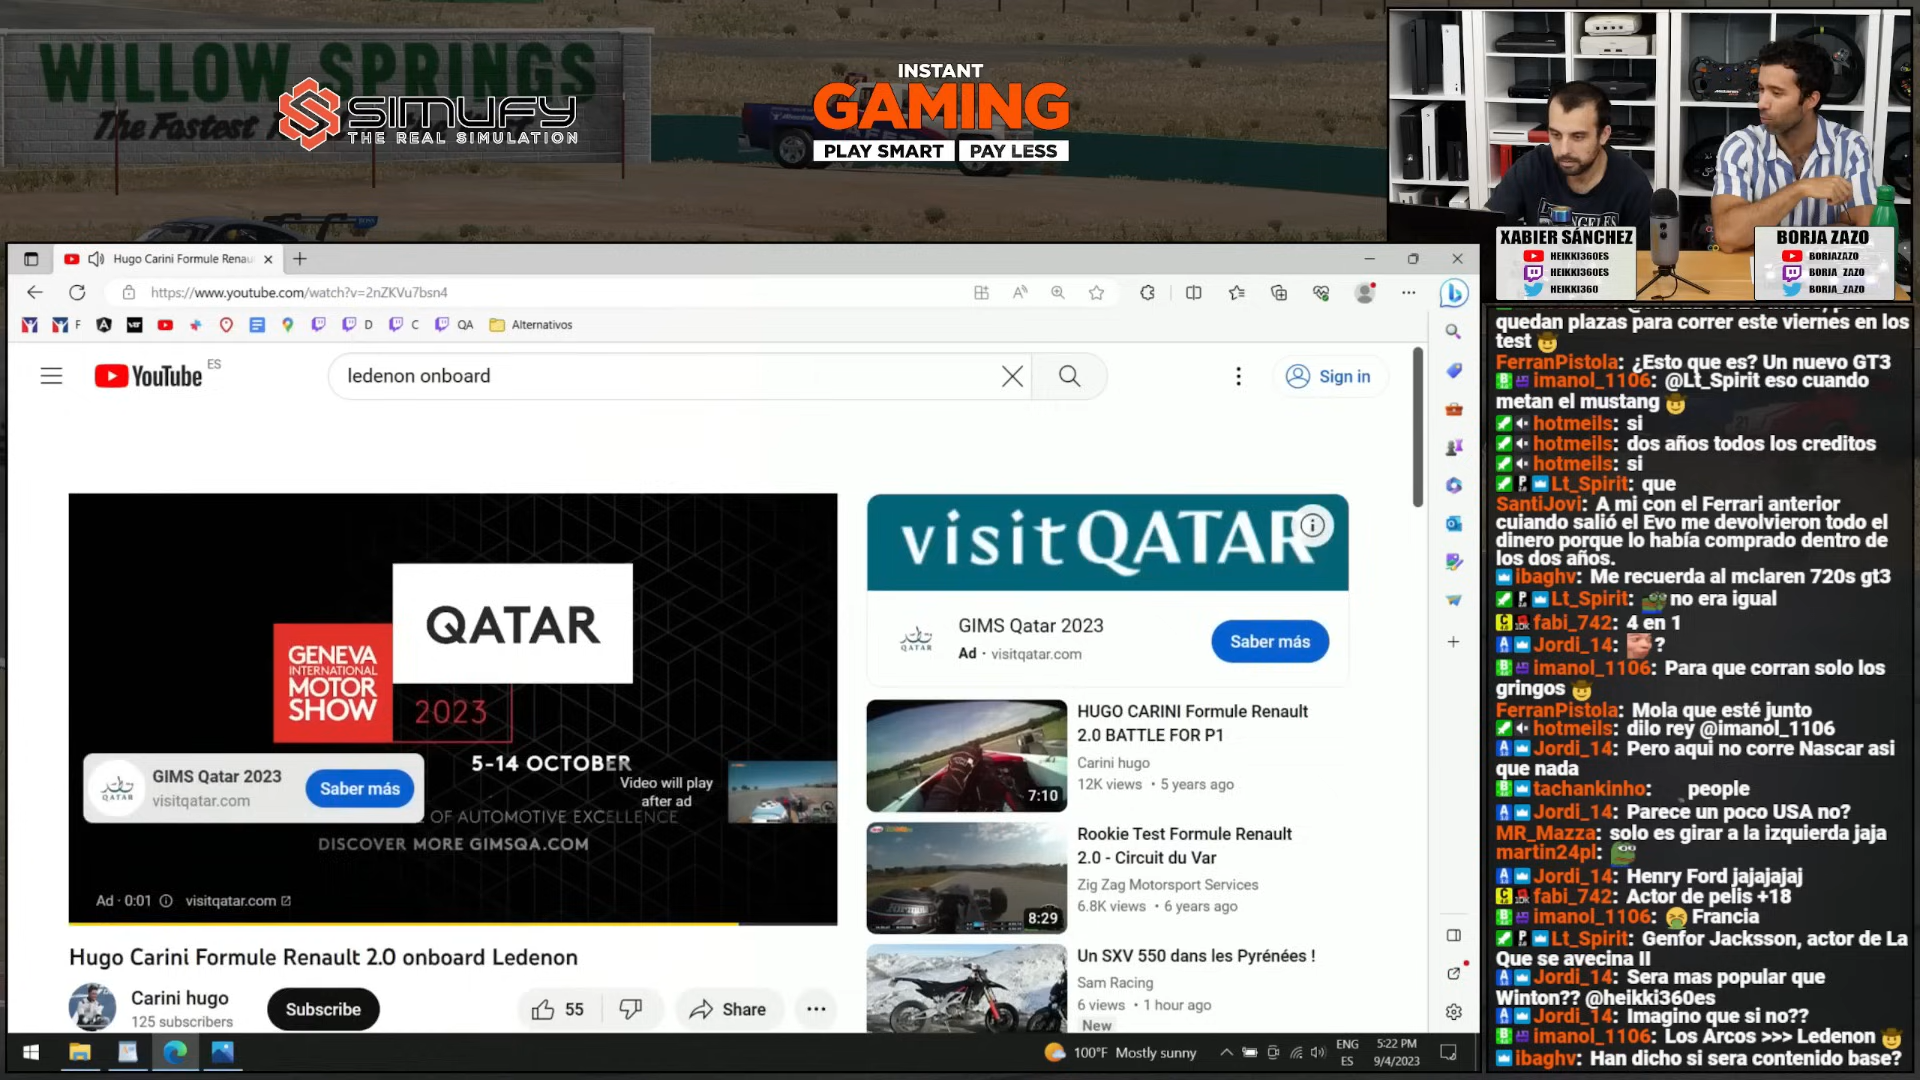 WILLOW SPRINGS
The Fastest
SIMUFY
THE REAL SIMULATION
INSTANT
GAMING
PLAY SMART
PAY LESS
XABIER SÁNCHEZ
HEIKKI360ES
HEIKKI360ES
HEIKKI360
BORJA ZAZO
BORJAZAZO
BORJA_ZAZO
BORJA_ZAZO
Hugo Carini Formule Renau
https://www.youtube.com/watch?v=2nZKVu7bsn4
F
D
C
QA
Alternativos
YouTube ES
ledenon onboard
Sign in
QATAR
GENEVA
INTERNATIONAL
MOTOR
SHOW
2023
5-14 OCTOBER
GIMS Qatar 2023
visitqatar.com
Saber más
Video will play
after ad
OF AUTOMOTIVE EXCELLENCE
DISCOVER MORE GIMSQA.COM
Ad · 0:01
visitqatar.com
Hugo Carini Formule Renault 2.0 onboard Ledenon
Carini hugo
125 subscribers
Subscribe
55
Share
visit QATAR
GIMS Qatar 2023
Ad · visitqatar.com
Saber más
HUGO CARINI Formule Renault
2.0 BATTLE FOR P1
Carini hugo
12K views • 5 years ago
7:10
Rookie Test Formule Renault
2.0 - Circuit du Var
Zig Zag Motorsport Services
6.8K views • 6 years ago
8:29
Un SXV 550 dans les Pyrénées !
Sam Racing
6 views • 1 hour ago
New
100°F Mostly sunny
ENG
ES
5:22 PM
9/4/2023
quedan plazas para correr este viernes en los
test
FerranPistola: ¿Esto que es? Un nuevo GT3
imanol_1106: @Lt_Spirit eso cuando
metan el mustang
hotmeils: si
hotmeils: dos años todos los creditos
hotmeils: si
Lt_Spirit: que
SantiJovi: A mi con el Ferrari anterior
cuiando salió el Evo me devolvieron todo el
dinero porque lo había comprado dentro de
los dos años.
ibaghv: Me recuerda al mclaren 720s gt3
Lt_Spirit: no era igual
fabi_742: 4 en 1
Jordi_14: ?
imanol_1106: Para que corran solo los
gringos
FerranPistola: Mola que esté junto
hotmeils: dilo rey @imanol_1106
Jordi_14: Pero aqui no corre Nascar asi
que nada
tachankinho: people
Jordi_14: Parece un poco USA no?
MR_Mazza: solo es girar a la izquierda jaja
martin24pl:
Jordi_14: Henry Ford jajajajaj
fabi_742: Actor de pelis +18
imanol_1106: Francia
Lt_Spirit: Genfor Jacksson, actor de La
Que se avecina II
Jordi_14: Sera mas popular que
Winton?? @heikki360es
Jordi_14: Imagino que si no??
imanol_1106: Los Arcos >>> Ledenon
ibaghv: Han dicho si sera contenido base?